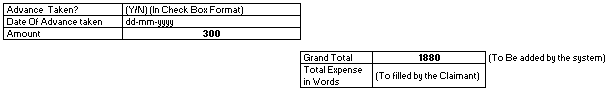 Advance Taken? (Y/N) (In Check Box Format)
Date Of Advance taken dd-mm-yyyy
Amount 300
Grand Total 1880 (To Be added by the system)
Total Expense
in Words (To filled by the Claimant)